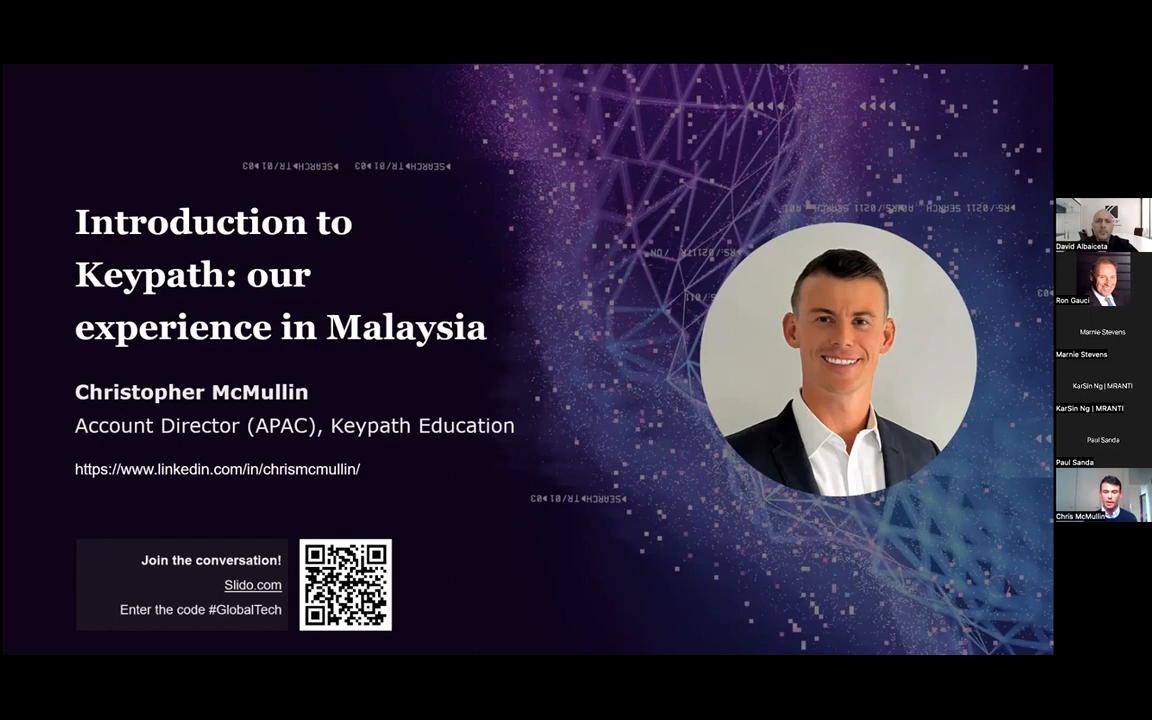 Introduction to
Keypath: our
experience in Malaysia
Christopher McMullin
Account Director (APAC), Keypath Education
https://www.linkedin.com/in/chrismcmullin/
Join the conversation!
Slido.com
Enter the code #GlobalTech
David Albaiceta
Ron Gauci
Marnie Stevens
Marnie Stevens
KarSin Ng | MRANTI
KarSin Ng | MRANTI
Paul Sanda
Paul Sanda
Chris McMullin